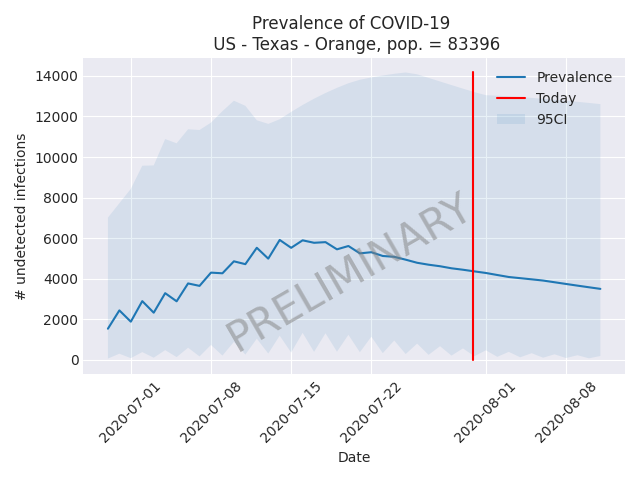 Prevalence of COVID-19
US - Texas - Orange, pop. = 83396
# undetected infections
14000
12000
10000
8000
6000
4000
2000
0
Prevalence
Today
95CI
PRELIMINARY
2020-07-01
2020-07-08
2020-07-15
2020-07-22
2020-08-01
2020-08-08
Date